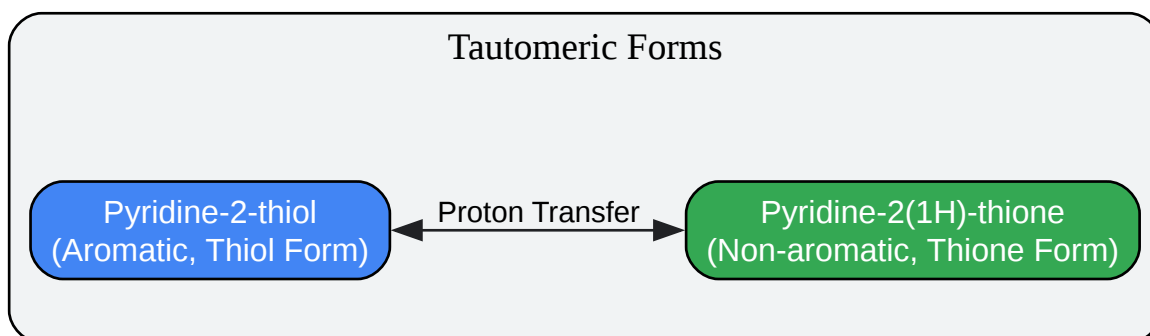 Tautomeric Forms
Pyridine-2-thiol
(Aromatic, Thiol Form)
Proton Transfer
Pyridine-2(1H)-thione
(Non-aromatic, Thione Form)